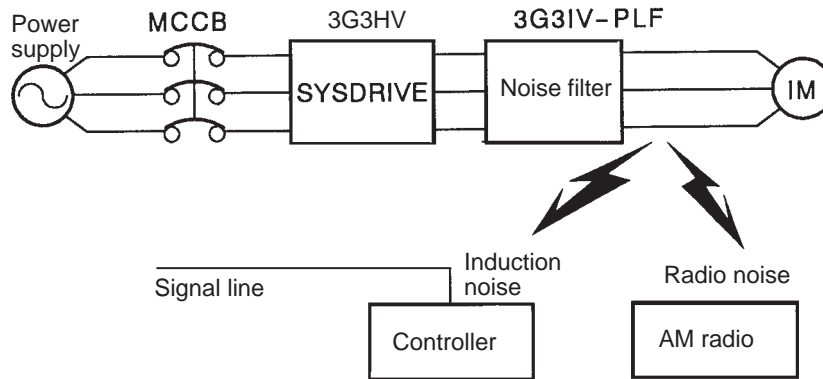 Power
supply
MCCB
3G3HV
3G3IV-PLF
SYSDRIVE
Noise filter
IM
Signal line
Induction
noise
Radio noise
Controller
AM radio